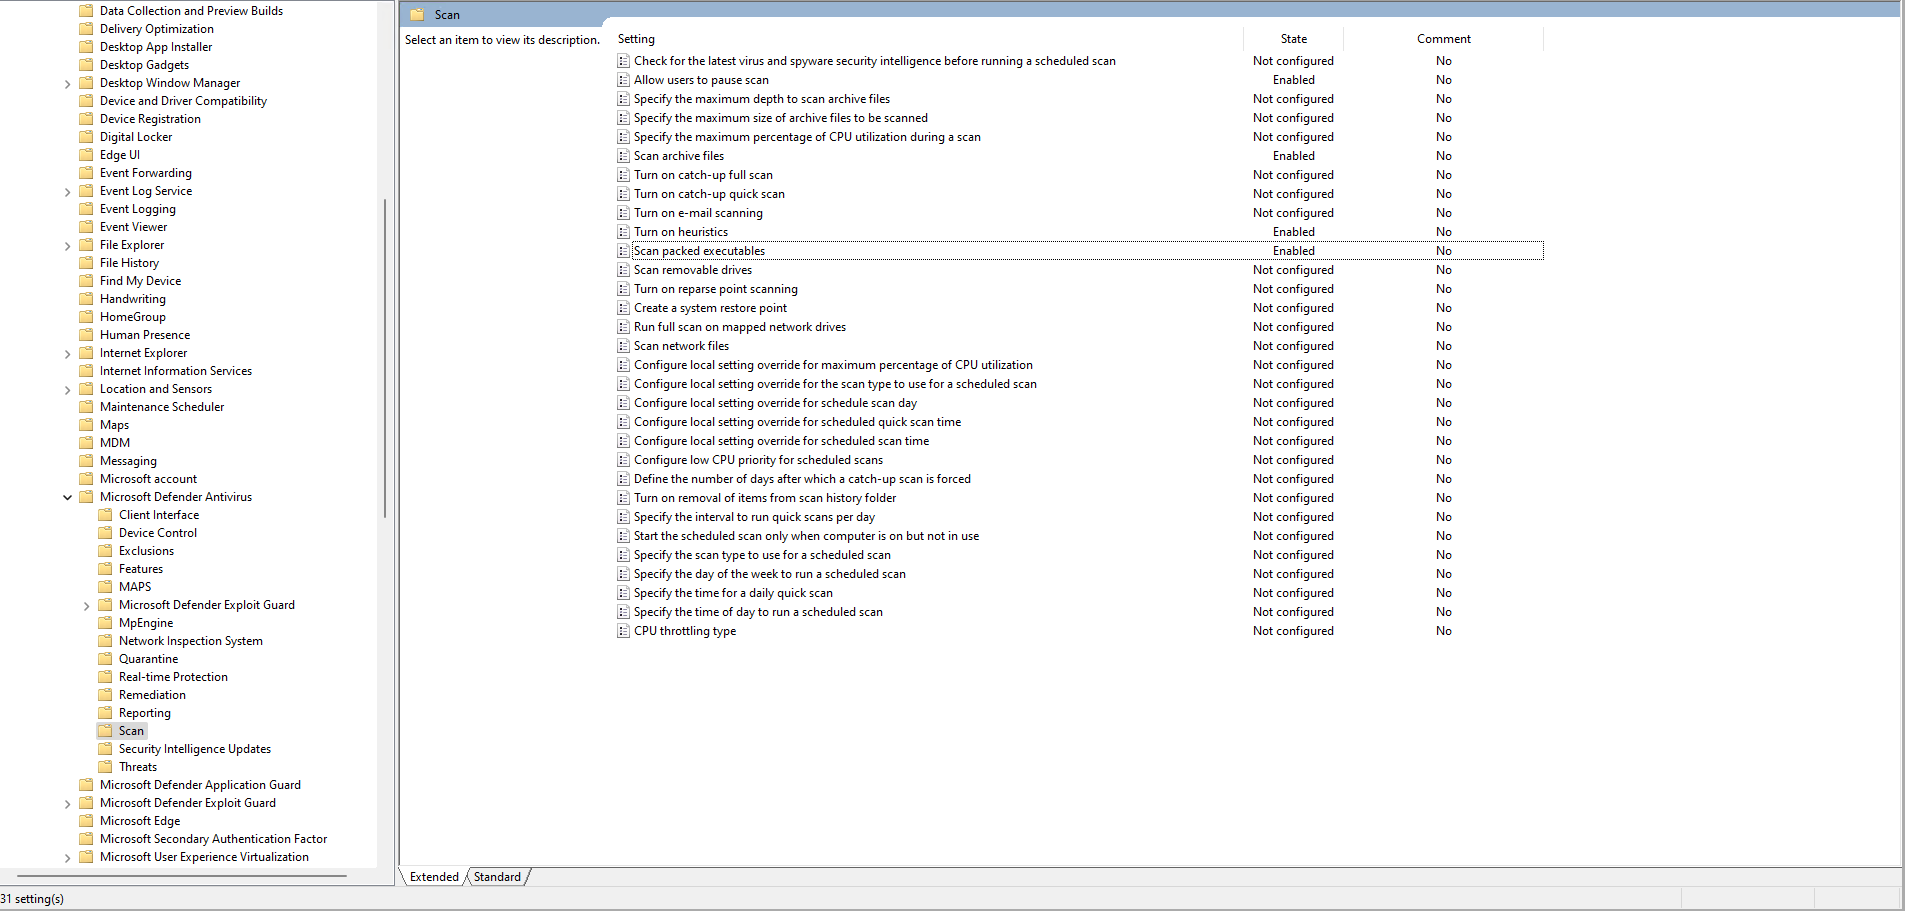 Data Collection and Preview Builds
Delivery Optimization
Desktop App Installer
Desktop Gadgets
Desktop Window Manager
Device and Driver Compatibility
Device Registration
Digital Locker
Edge UI
Event Forwarding
Event Log Service
Event Logging
Event Viewer
File Explorer
File History
Find My Device
Handwriting
HomeGroup
Human Presence
Internet Explorer
Internet Information Services
Location and Sensors
Maintenance Scheduler
Maps
MDM
Messaging
Microsoft account
Microsoft Defender Antivirus
Client Interface
Device Control
Exclusions
Features
MAPS
Microsoft Defender Exploit Guard
MpEngine
Network Inspection System
Quarantine
Real-time Protection
Remediation
Reporting
Scan
Security Intelligence Updates
Threats
Microsoft Defender Application Guard
Microsoft Defender Exploit Guard
Microsoft Edge
Microsoft Secondary Authentication Factor
Microsoft User Experience Virtualization
Scan
Select an item to view its description.
Setting State Comment
Check for the latest virus and spyware security intelligence before running a scheduled scan Not configured No
Allow users to pause scan Enabled No
Specify the maximum depth to scan archive files Not configured No
Specify the maximum size of archive files to be scanned Not configured No
Specify the maximum percentage of CPU utilization during a scan Not configured No
Scan archive files Enabled No
Turn on catch-up full scan Not configured No
Turn on catch-up quick scan Not configured No
Turn on e-mail scanning Not configured No
Turn on heuristics Enabled No
Scan packed executables Enabled No
Scan removable drives Not configured No
Turn on reparse point scanning Not configured No
Create a system restore point Not configured No
Run full scan on mapped network drives Not configured No
Scan network files Not configured No
Configure local setting override for maximum percentage of CPU utilization Not configured No
Configure local setting override for the scan type to use for a scheduled scan Not configured No
Configure local setting override for schedule scan day Not configured No
Configure local setting override for scheduled quick scan time Not configured No
Configure local setting override for scheduled scan time Not configured No
Configure low CPU priority for scheduled scans Not configured No
Define the number of days after which a catch-up scan is forced Not configured No
Turn on removal of items from scan history folder Not configured No
Specify the interval to run quick scans per day Not configured No
Start the scheduled scan only when computer is on but not in use Not configured No
Specify the scan type to use for a scheduled scan Not configured No
Specify the day of the week to run a scheduled scan Not configured No
Specify the time for a daily quick scan Not configured No
Specify the time of day to run a scheduled scan Not configured No
CPU throttling type Not configured No
Extended Standard
31 setting(s)